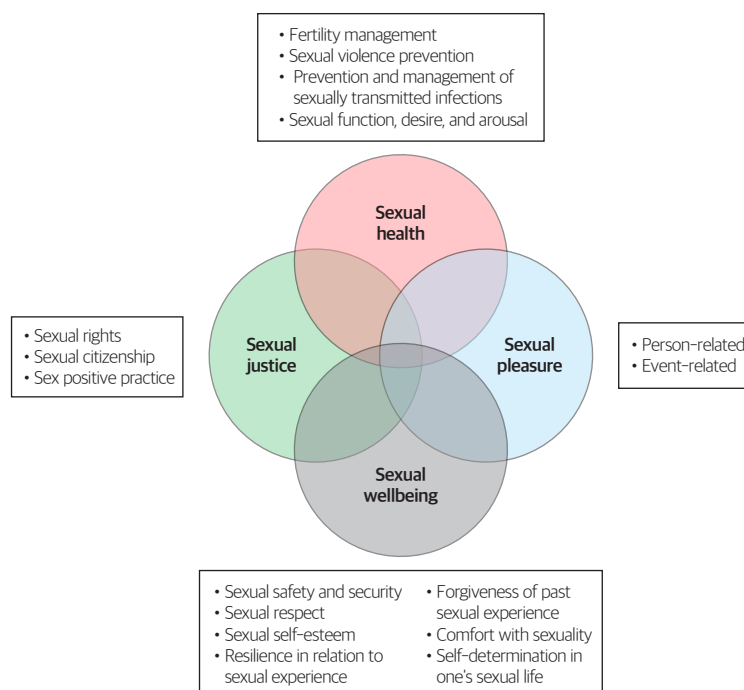 • Fertility management
• Sexual violence prevention
• Prevention and management of
sexually transmitted infections
• Sexual function, desire, and arousal
Sexual
health
• Sexual rights
• Sexual citizenship
• Sex positive practice
Sexual
justice
Sexual
pleasure
• Person-related
• Event-related
Sexual
wellbeing
• Sexual safety and security
• Sexual respect
• Sexual self-esteem
• Resilience in relation to
sexual experience
• Forgiveness of past
sexual experience
• Comfort with sexuality
• Self-determination in
one's sexual life